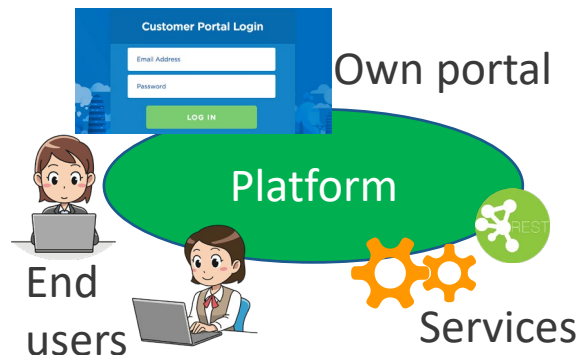 Customer Portal Login
Email Address
Password
LOG IN
Own portal
Platform
REST
End
users
Services